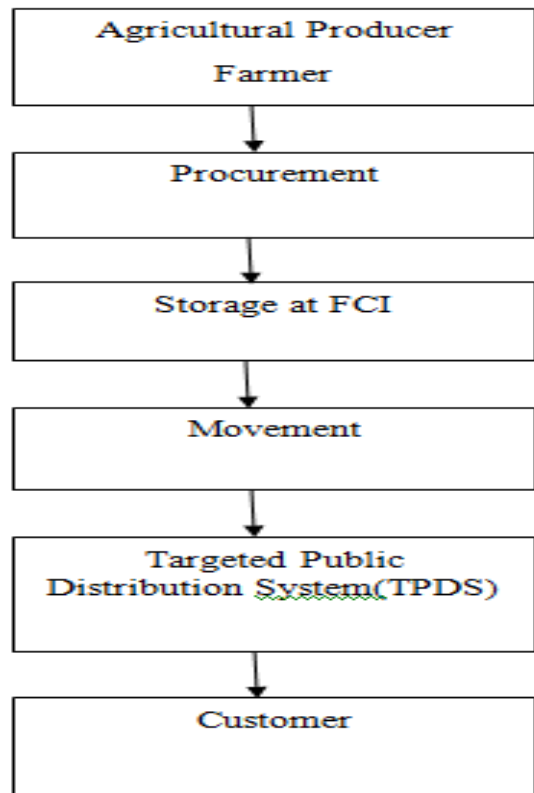 Agricultural Producer
Farmer
Procurement
Storage at FCI
Movement
Targeted Public
Distribution System(TPDS)
Customer